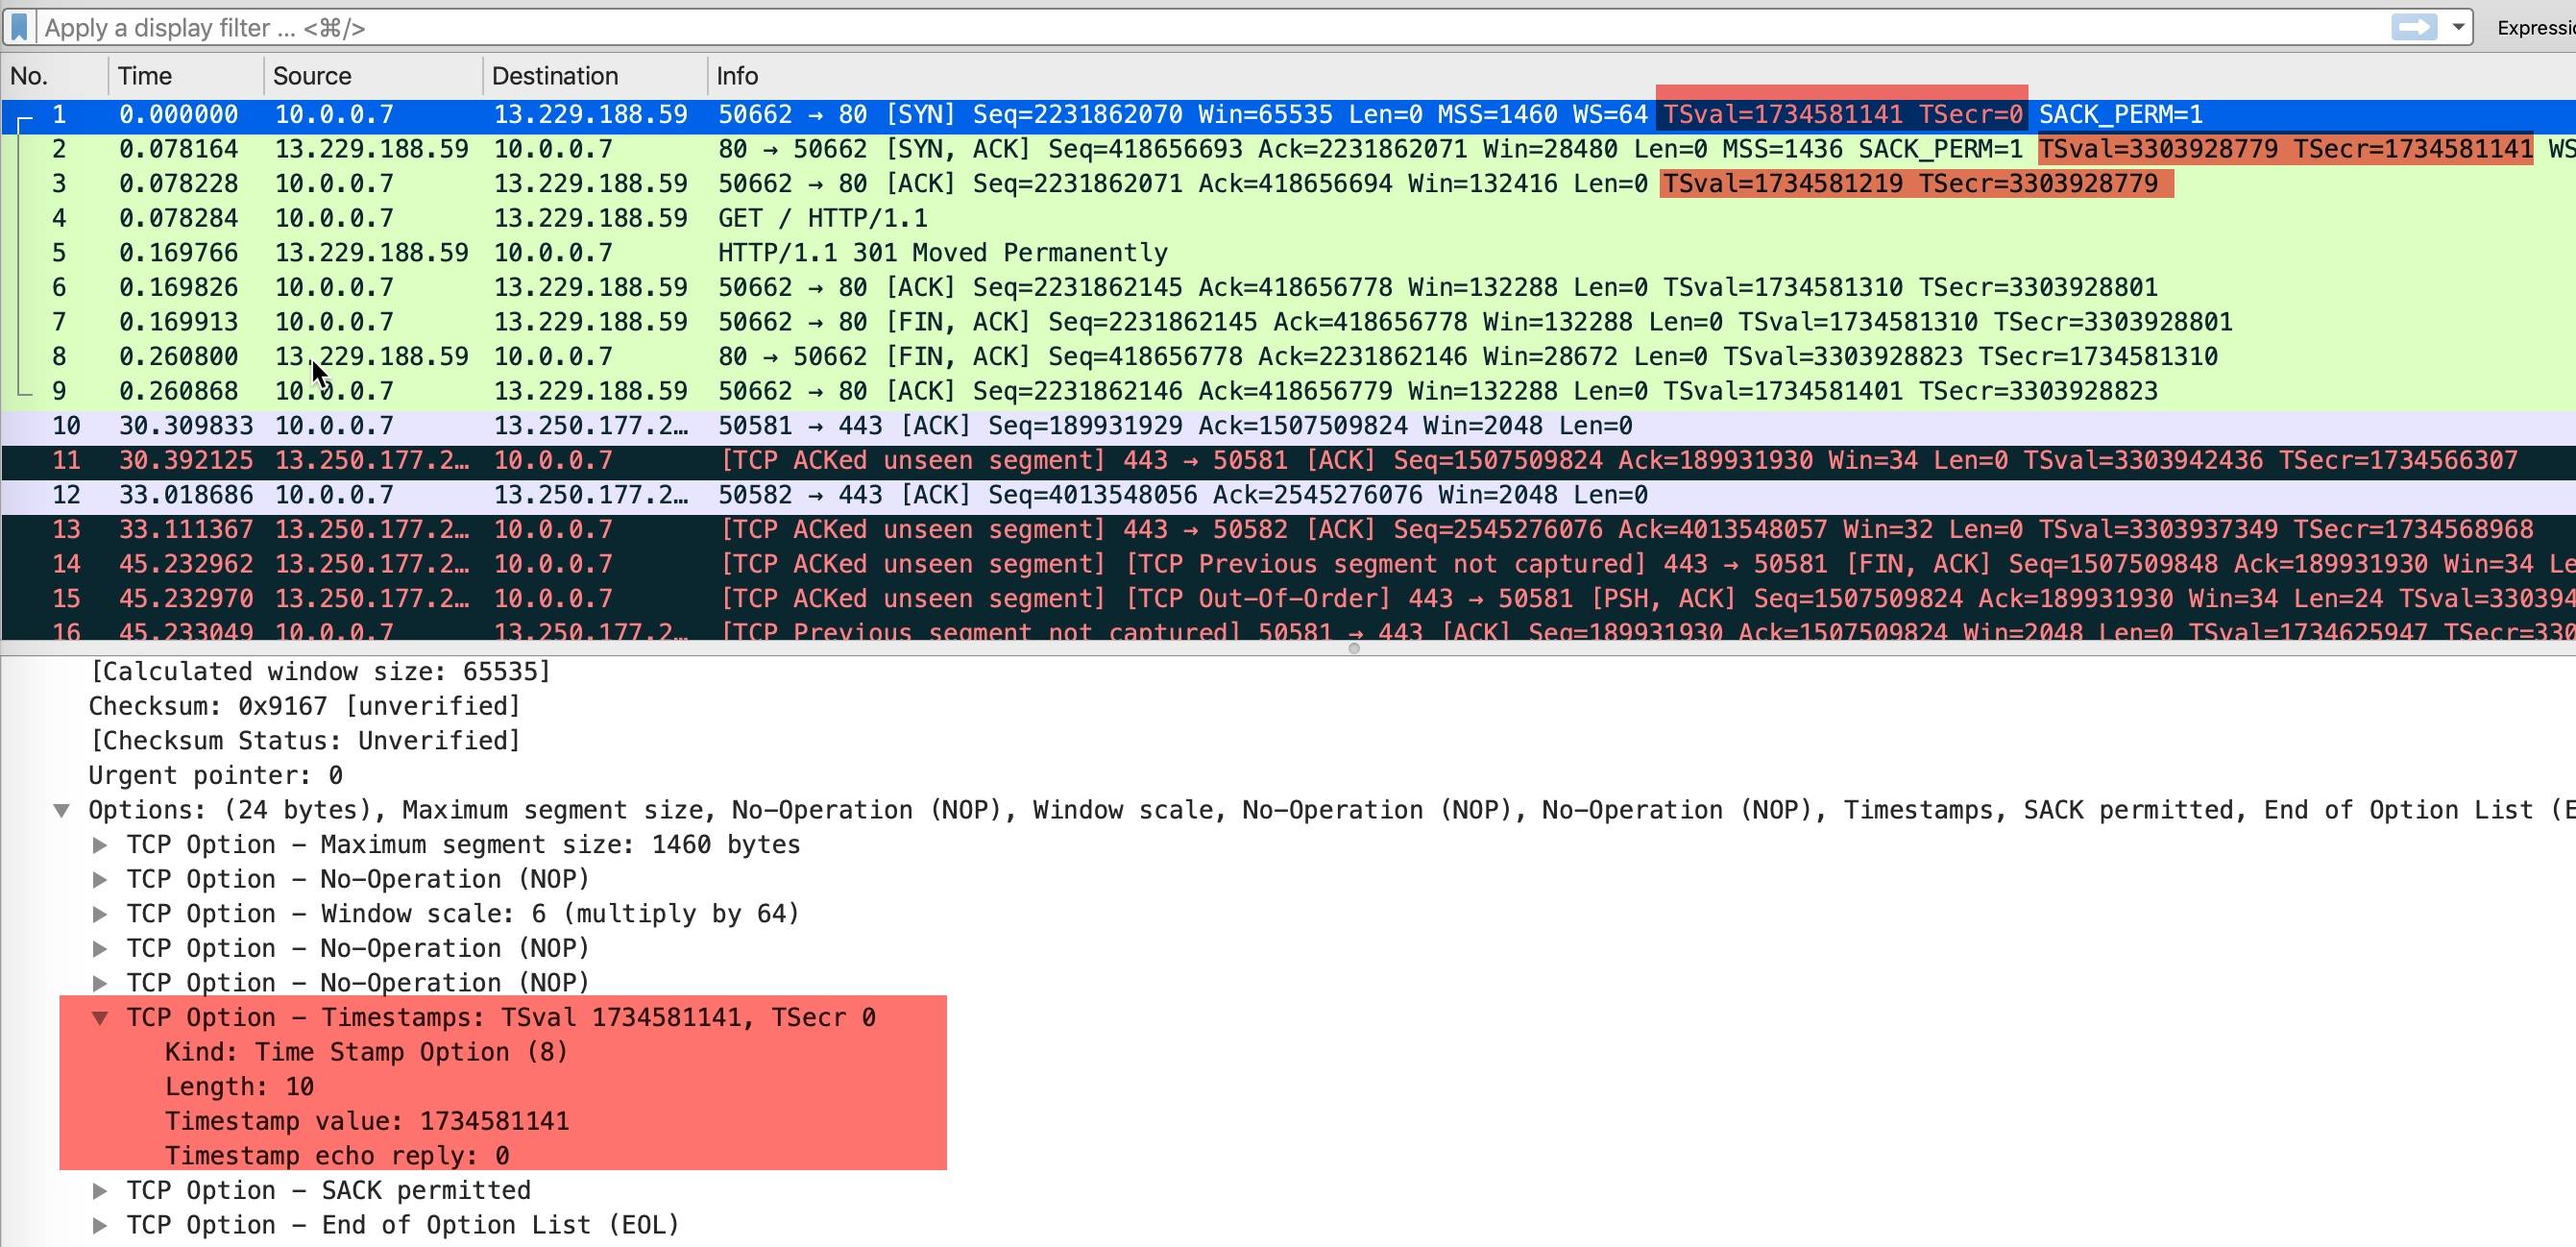 Apply a display filter ... <⌘/>
Expressi
No. Time Source Destination Info
1 0.000000 10.0.0.7 13.229.188.59 50662 → 80 [SYN] Seq=2231862070 Win=65535 Len=0 MSS=1460 WS=64 TSval=1734581141 TSecr=0 SACK_PERM=1
2 0.078164 13.229.188.59 10.0.0.7 80 → 50662 [SYN, ACK] Seq=418656693 Ack=2231862071 Win=28480 Len=0 MSS=1436 SACK_PERM=1 TSval=3303928779 TSecr=1734581141 WS
3 0.078228 10.0.0.7 13.229.188.59 50662 → 80 [ACK] Seq=2231862071 Ack=418656694 Win=132416 Len=0 TSval=1734581219 TSecr=3303928779
4 0.078284 10.0.0.7 13.229.188.59 GET / HTTP/1.1
5 0.169766 13.229.188.59 10.0.0.7 HTTP/1.1 301 Moved Permanently
6 0.169826 10.0.0.7 13.229.188.59 50662 → 80 [ACK] Seq=2231862145 Ack=418656778 Win=132288 Len=0 TSval=1734581310 TSecr=3303928801
7 0.169913 10.0.0.7 13.229.188.59 50662 → 80 [FIN, ACK] Seq=2231862145 Ack=418656778 Win=132288 Len=0 TSval=1734581310 TSecr=3303928801
8 0.260800 13.229.188.59 10.0.0.7 80 → 50662 [FIN, ACK] Seq=418656778 Ack=2231862146 Win=28672 Len=0 TSval=3303928823 TSecr=1734581310
9 0.260868 10.0.0.7 13.229.188.59 50662 → 80 [ACK] Seq=2231862146 Ack=418656779 Win=132288 Len=0 TSval=1734581401 TSecr=3303928823
10 30.309833 10.0.0.7 13.250.177.2… 50581 → 443 [ACK] Seq=189931929 Ack=1507509824 Win=2048 Len=0
11 30.392125 13.250.177.2… 10.0.0.7 [TCP ACKed unseen segment] 443 → 50581 [ACK] Seq=1507509824 Ack=189931930 Win=34 Len=0 TSval=3303942436 TSecr=1734566307
12 33.018686 10.0.0.7 13.250.177.2… 50582 → 443 [ACK] Seq=4013548056 Ack=2545276076 Win=2048 Len=0
13 33.111367 13.250.177.2… 10.0.0.7 [TCP ACKed unseen segment] 443 → 50582 [ACK] Seq=2545276076 Ack=4013548057 Win=32 Len=0 TSval=3303937349 TSecr=1734568968
14 45.232962 13.250.177.2… 10.0.0.7 [TCP ACKed unseen segment] [TCP Previous segment not captured] 443 → 50581 [FIN, ACK] Seq=1507509848 Ack=189931930 Win=34 Le
15 45.232970 13.250.177.2… 10.0.0.7 [TCP ACKed unseen segment] [TCP Out-Of-Order] 443 → 50581 [PSH, ACK] Seq=1507509824 Ack=189931930 Win=34 Len=24 TSval=330394
16 45.233049 10.0.0.7 13.250.177.2… [TCP Previous segment not captured] 50581 → 443 [ACK] Seq=189931930 Ack=1507509824 Win=2048 Len=0 TSval=1734625947 TSecr=330
[Calculated window size: 65535]
Checksum: 0x9167 [unverified]
[Checksum Status: Unverified]
Urgent pointer: 0
Options: (24 bytes), Maximum segment size, No-Operation (NOP), Window scale, No-Operation (NOP), No-Operation (NOP), Timestamps, SACK permitted, End of Option List (E
TCP Option - Maximum segment size: 1460 bytes
TCP Option - No-Operation (NOP)
TCP Option - Window scale: 6 (multiply by 64)
TCP Option - No-Operation (NOP)
TCP Option - No-Operation (NOP)
TCP Option - Timestamps: TSval 1734581141, TSecr 0
Kind: Time Stamp Option (8)
Length: 10
Timestamp value: 1734581141
Timestamp echo reply: 0
TCP Option - SACK permitted
TCP Option - End of Option List (EOL)